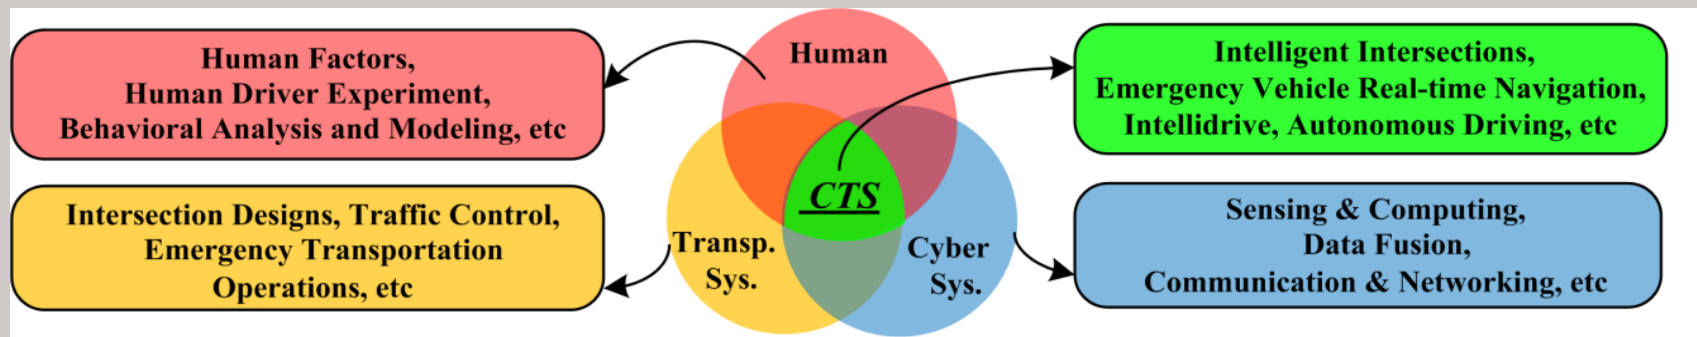 Human Factors,
Human Driver Experiment,
Behavioral Analysis and Modeling, etc
Intersection Designs, Traffic Control,
Emergency Transportation
Operations, etc
Human
CTS
Transp.
Sys.
Cyber
Sys.
Intelligent Intersections,
Emergency Vehicle Real-time Navigation,
Intellidrive, Autonomous Driving, etc
Sensing & Computing,
Data Fusion,
Communication & Networking, etc